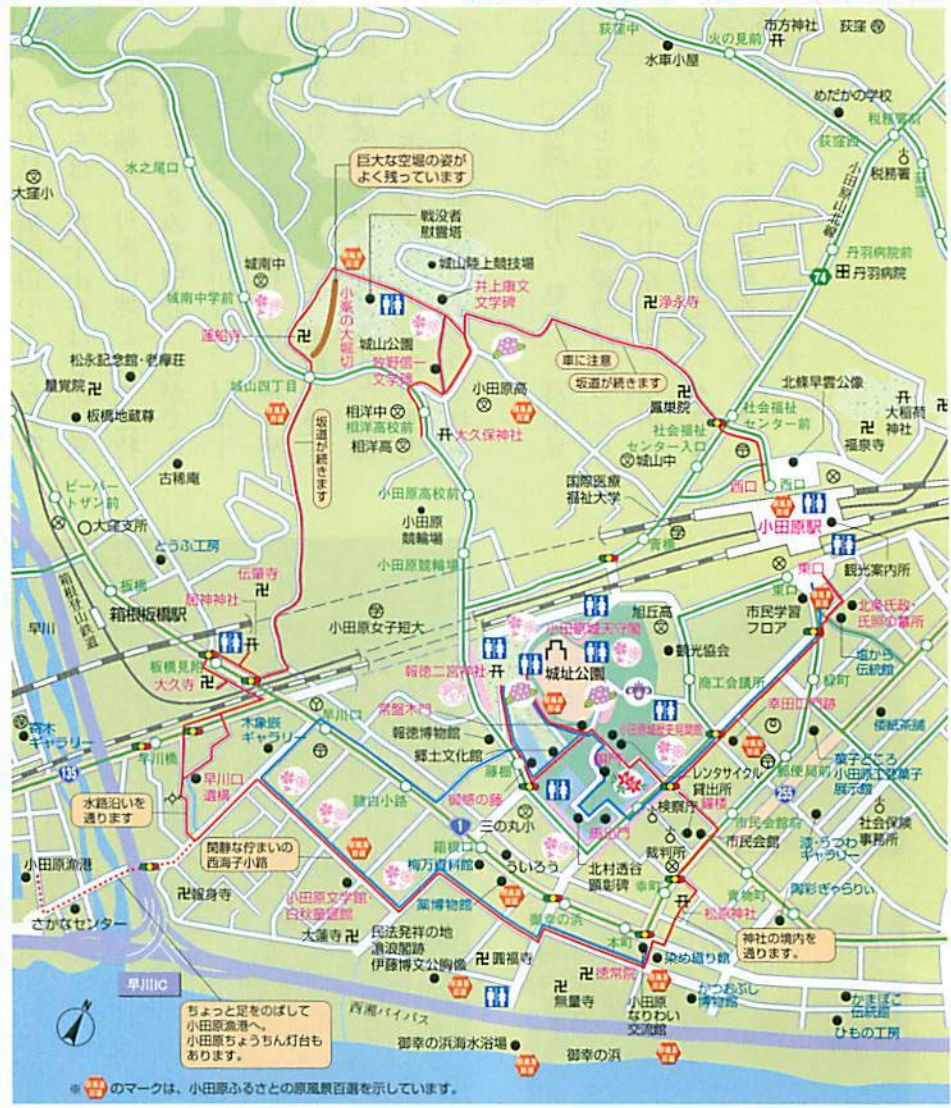 荻窪中
市方神社
荻窪
火の見前
水車小屋
めだかの学校
税務署前
荻窪西
税務署
小田原山北線
水之尾口
大窪小
巨大な空堀の姿が
よく残っています
戦没者
慰霊塔
城山陸上競技場
丹羽病院前
74
丹羽病院
城南中
井上康文
文学碑
浄永寺
城南中学前
小峯の大堀切
蓮船寺
城山公園
牧野信一
文学碑
車に注意
坂道が続きます
松永記念館・老欅荘
量覚院
板橋地蔵尊
城山四丁目
小田原高
鳳巣院
北條早雲公像
大稲荷
神社
相洋中
相洋高校前
相洋高
大久保神社
社会福祉
センター前
社会福祉
センター入口
福泉寺
城山中
坂道が続きます
古稀庵
国際医療
福祉大学
西口
西口
ビーバー
トザン前
小田原高校前
小田原
競輪場
小田原駅
大窪支所
青橋
とうふ工房
小田原競輪場
東口
観光案内所
箱根登山鉄道
板橋
伝肇寺
居神神社
東口
箱根板橋駅
小田原女子短大
旭丘高
市民学習
フロア
北条氏政・
氏照の墓所
早川
小田原城天守閣
観光協会
塩から
伝統館
板橋見附
大久寺
報徳二宮神社
城址公園
商工会議所
緑町
常盤木門
幸田口門跡
早川口
木象嵌
ギャラリー
寄木
ギャラリー
報徳博物館
小田原城歴史見聞館
倭紙茶舗
早川橋
郷土文化館
135
藤棚
銅門
レンタサイクル
貸出所
郵便局前
菓子どころ
小田原工芸菓子
展示館
早川口
遺構
諸白小路
御感の藤
検察庁
鐘楼
255
水路沿いを
通ります
1
三の丸小
馬出門
市民会館前
社会保険
事務所
裁判所
市民会館
漆・うつわ
ギャラリー
閑静な佇まいの
西海子小路
箱根口
小田原漁港
梅万資料館
ういろう
北村透谷
顕彰碑
幸町
青物町
陶彩ぎゃらりぃ
報身寺
小田原文学館・
白秋童謡館
薬博物館
松原神社
さかなセンター
御幸の浜
本町
神社の境内を
通ります。
大蓮寺
民法発祥の地
滄浪閣跡
伊藤博文公胸像
圓福寺
徳常院
染め織り館
早川IC
無量寺
小田原
なりわい
交流館
かつおぶし
博物館
かまぼこ
伝統館
ちょっと足をのばして
小田原漁港へ。
小田原ちょうちん灯台も
あります。
西湘バイパス
ひもの工房
御幸の浜海水浴場
御幸の浜
N
※ のマークは、小田原ふるさとの原風景百選を示しています。